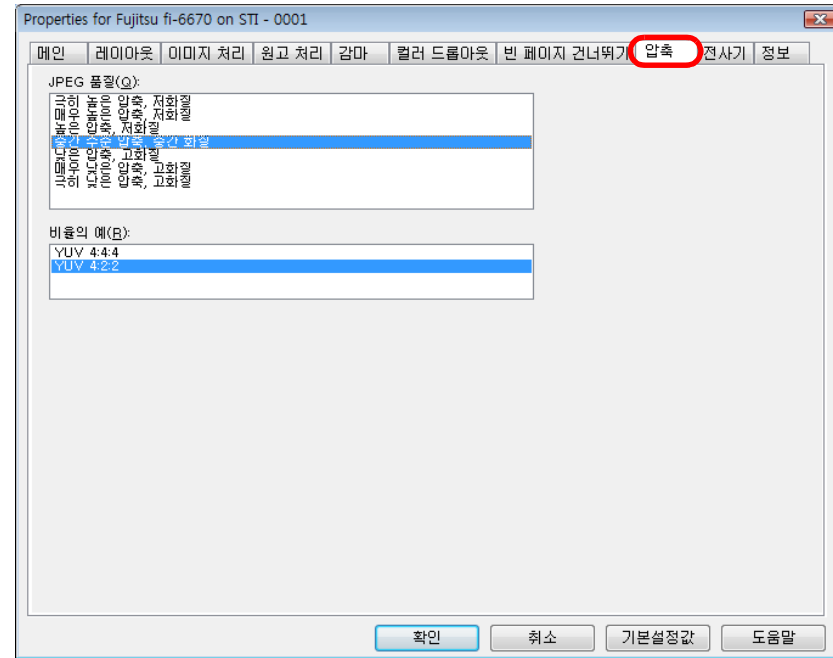 Properties for Fujitsu fi-6670 on STI - 0001
메인 레이아웃 이미지 처리 원고 처리 감마 컬러 드롭아웃 빈 페이지 건너뛰기 압축 전사기 정보
JPEG 품질(Q):
극히 높은 압축, 저화질
매우 높은 압축, 저화질
높은 압축, 저화질
중간 수준 압축, 중간 화질
낮은 압축, 고화질
매우 낮은 압축, 고화질
극히 낮은 압축, 고화질
비율의 예(R):
YUV 4:4:4
YUV 4:2:2
확인 취소 기본설정값 도움말